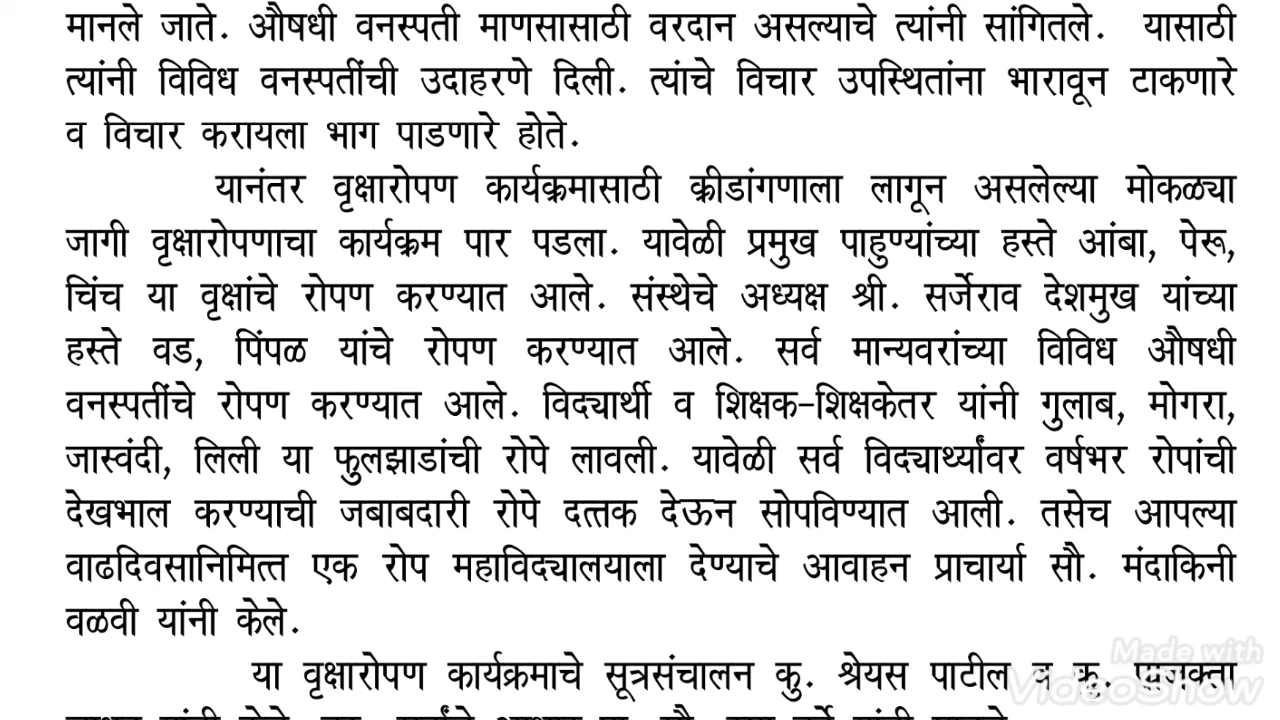 मानले जाते. औषधी वनस्पती माणसासाठी वरदान असल्याचे त्यांनी सांगितले. यासाठी
त्यांनी विविध वनस्पतींची उदाहरणे दिली. त्यांचे विचार उपस्थितांना भारावून टाकणारे
व विचार करायला भाग पाडणारे होते.
यानंतर वृक्षारोपण कार्यक्रमासाठी क्रीडांगणाला लागून असलेल्या मोकळ्या
जागी वृक्षारोपणाचा कार्यक्रम पार पडला. यावेळी प्रमुख पाहुण्यांच्या हस्ते आंबा, पेरू,
चिंच या वृक्षांचे रोपण करण्यात आले. संस्थेचे अध्यक्ष श्री. सर्जेराव देशमुख यांच्या
हस्ते वड, पिंपळ यांचे रोपण करण्यात आले. सर्व मान्यवरांच्या विविध औषधी
वनस्पतींचे रोपण करण्यात आले. विद्यार्थी व शिक्षक-शिक्षकेतर यांनी गुलाब, मोगरा,
जास्वंदी, लिली या फुलझाडांची रोपे लावली. यावेळी सर्व विद्यार्थ्यांवर वर्षभर रोपांची
देखभाल करण्याची जबाबदारी रोपे दत्तक देऊन सोपविण्यात आली. तसेच आपल्या
वाढदिवसानिमित्त एक रोप महाविद्यालयाला देण्याचे आवाहन प्राचार्या सौ. मंदाकिनी
वळवी यांनी केले.
या वृक्षारोपण कार्यक्रमाचे सूत्रसंचालन कु. श्रेयस पाटील व कु. प्राजक्ता
Made with
VideoShow